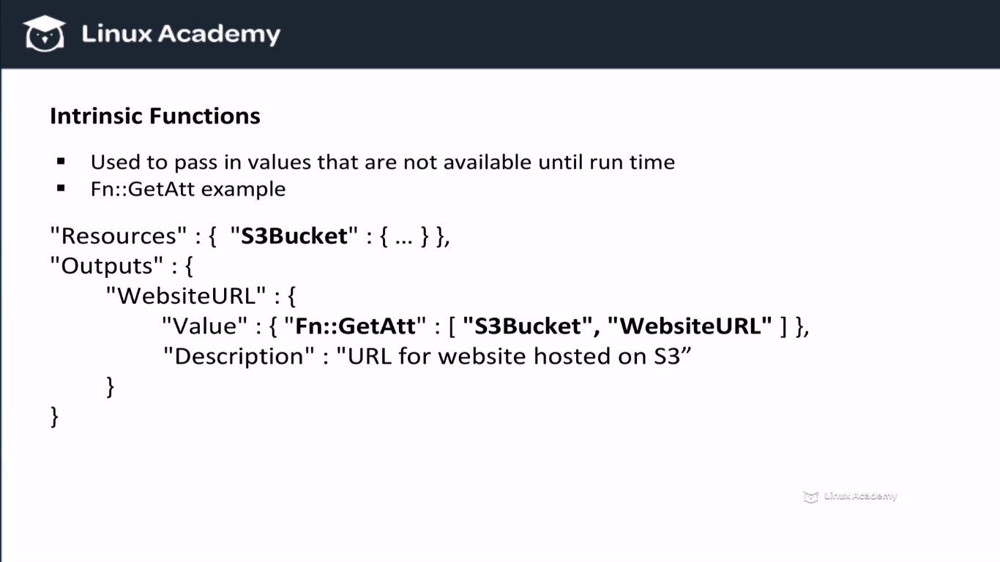 Linux Academy
Intrinsic Functions
▪ Used to pass in values that are not available until run time
▪ Fn::GetAtt example
"Resources" : { "S3Bucket" : { ... } },
"Outputs" : {
"WebsiteURL" : {
"Value" : { "Fn::GetAtt" : [ "S3Bucket", "WebsiteURL" ] },
"Description" : "URL for website hosted on S3”
}
}
Linux Academy